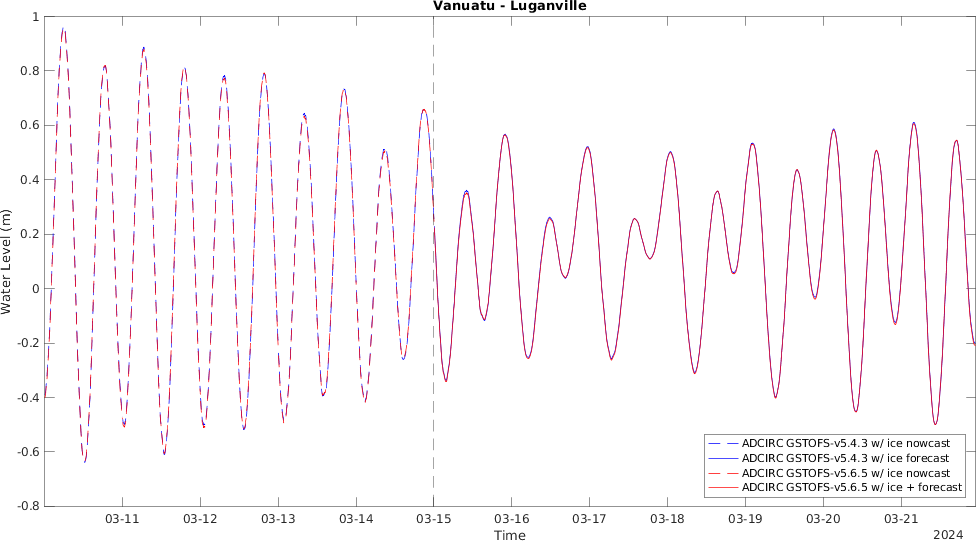 Vanuatu - Luganville
1
0.8
0.6
0.4
0.2
0
-0.2
-0.4
-0.6
-0.8
Water Level (m)
ADCIRC GSTOFS-v5.4.3 w/ ice nowcast
ADCIRC GSTOFS-v5.4.3 w/ ice forecast
ADCIRC GSTOFS-v5.6.5 w/ ice nowcast
ADCIRC GSTOFS-v5.6.5 w/ ice + forecast
03-11 03-12 03-13 03-14 03-15 03-16 03-17 03-18 03-19 03-20 03-21
Time
2024